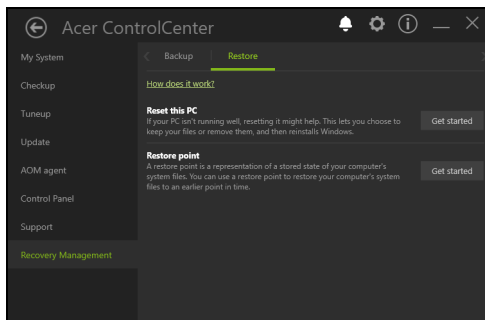 Acer ControlCenter
My System
Backup
Restore
Checkup
How does it work?
Tuneup
Reset this PC
If your PC isn't running well, resetting it might help. This lets you choose to
keep your files or remove them, and then reinstalls Windows.
Get started
Update
Restore point
A restore point is a representation of a stored state of your computer's
system files. You can use a restore point to restore your computer's system
files to an earlier point in time.
Get started
AOM agent
Control Panel
Support
Recovery Management